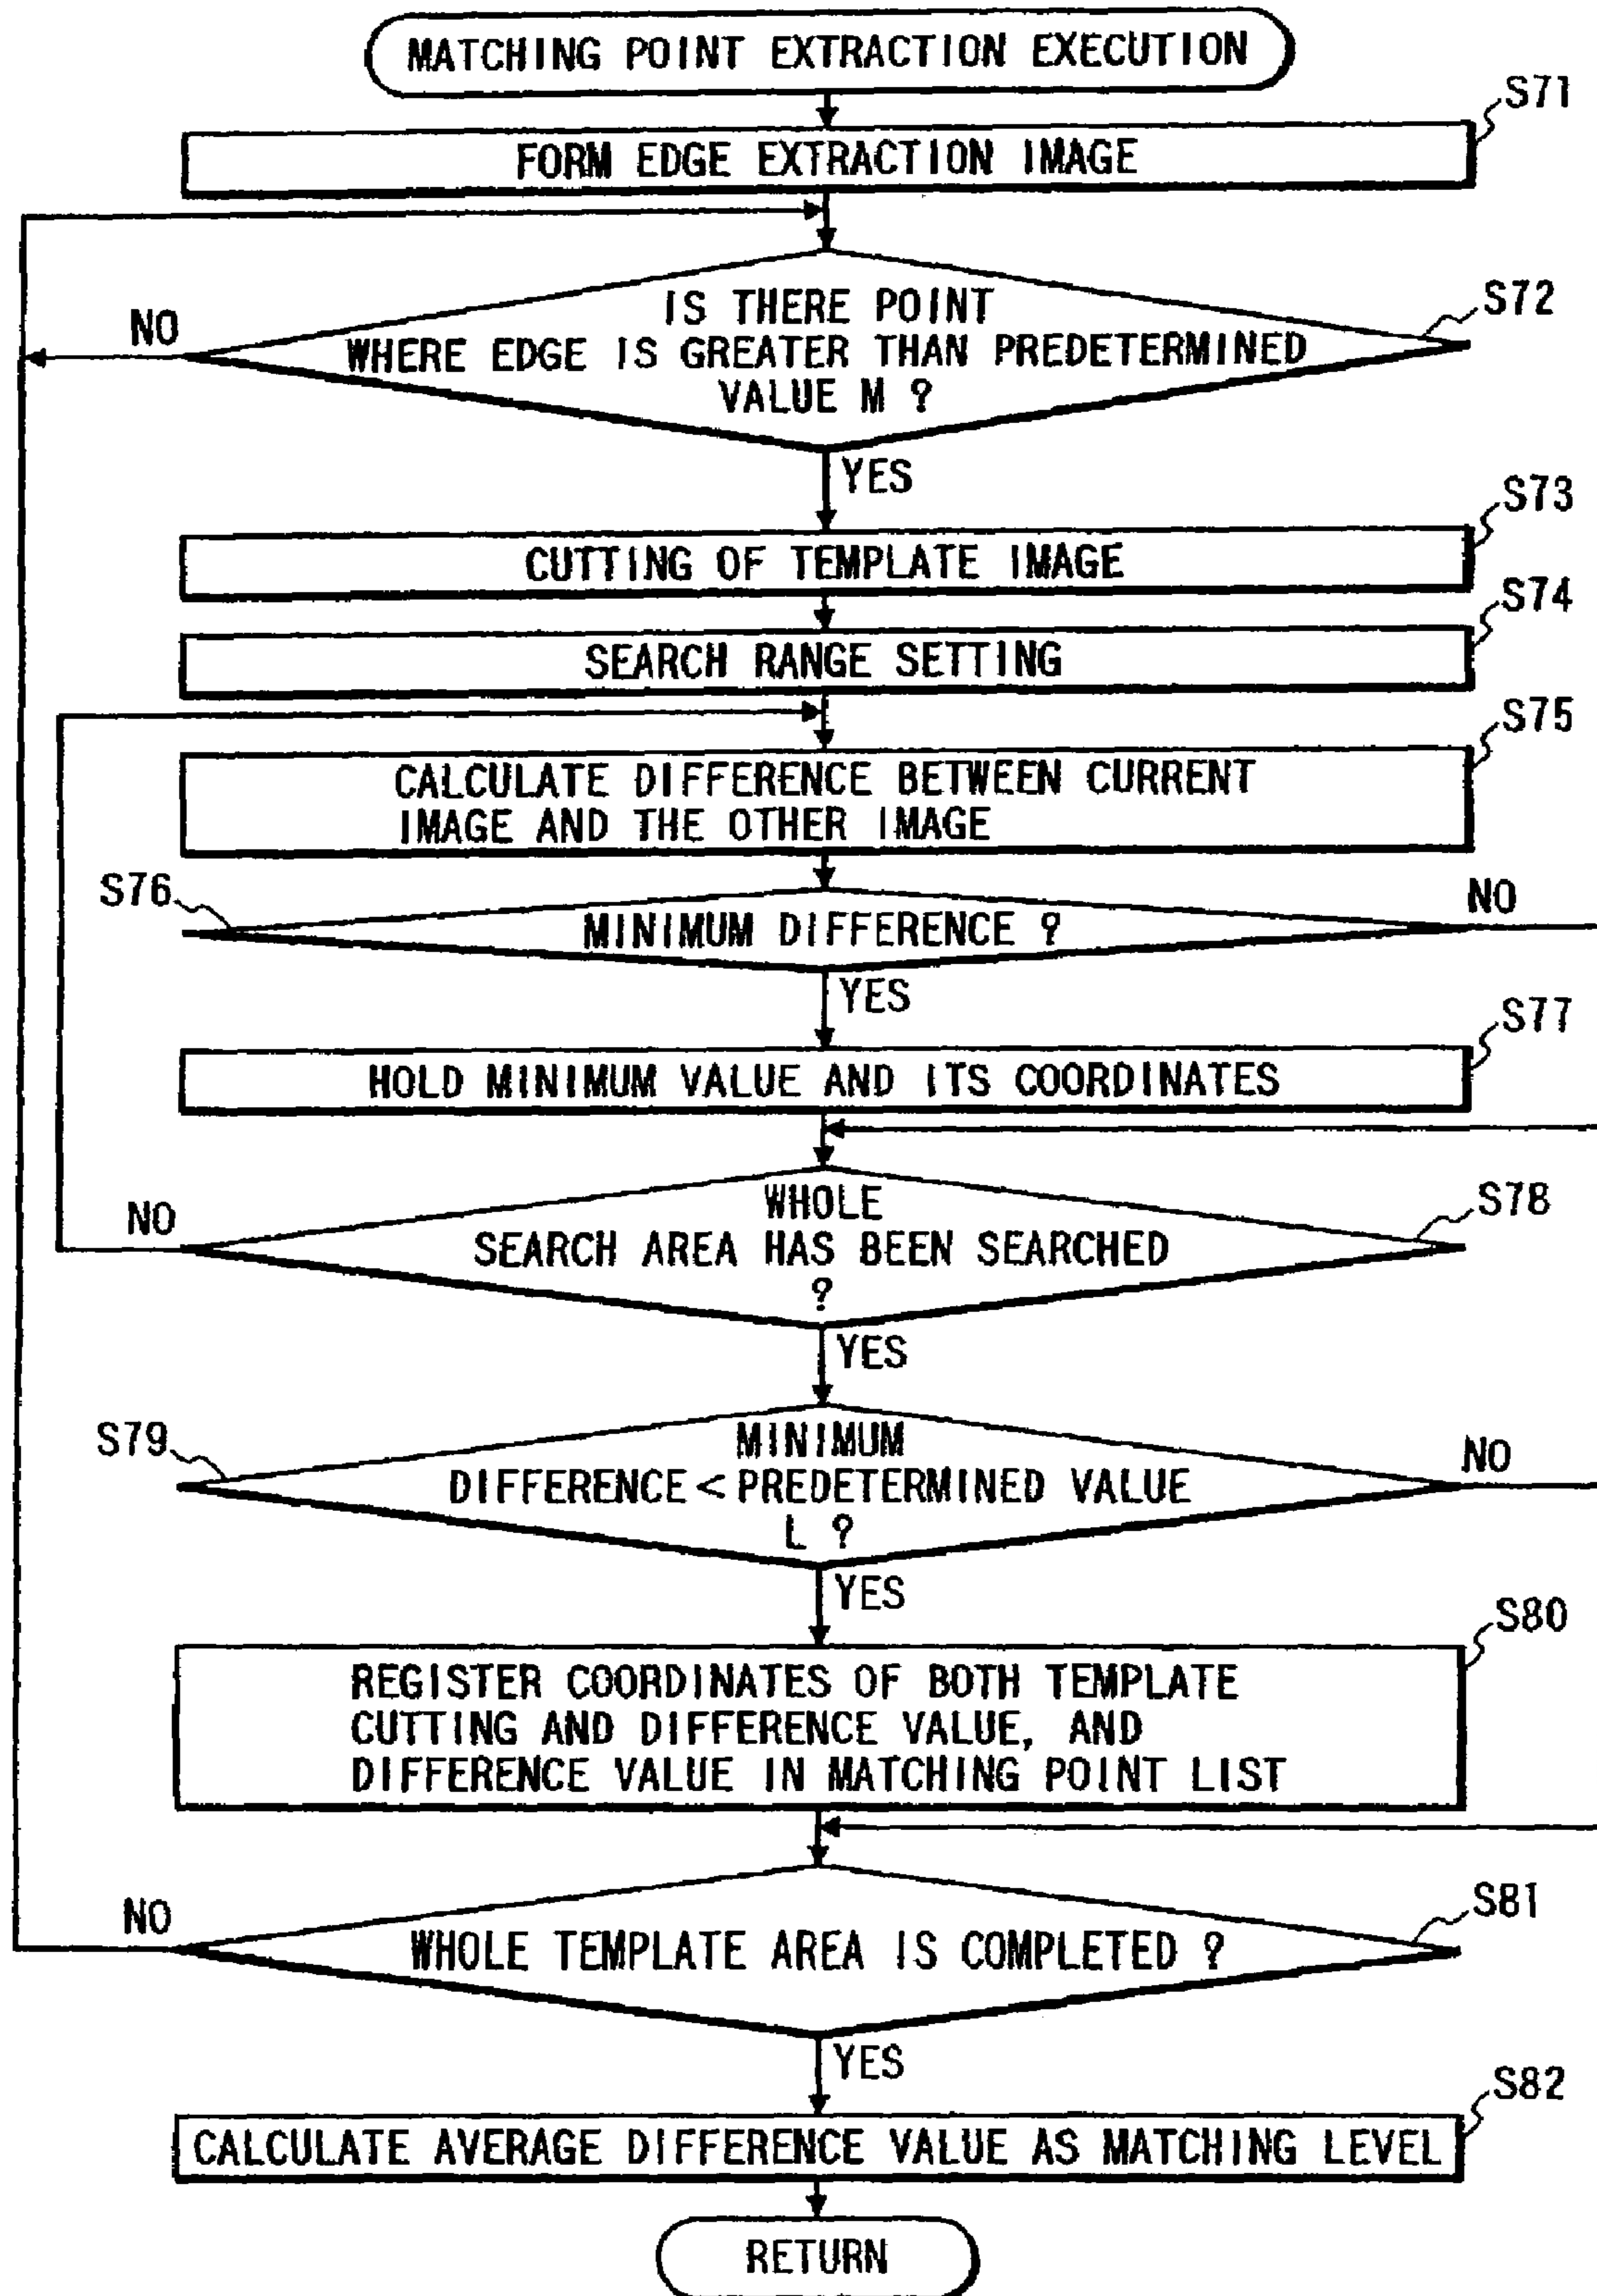 MATCHING POINT EXTRACTION EXECUTION
S71
FORM EDGE EXTRACTION IMAGE
S72
IS THERE POINT
NO
WHERE EDGE IS GREATER THAN PREDETERMINED
VALUE M ?
YES
S73
CUTTING OF TEMPLATE IMAGE
S74
SEARCH RANGE SETTING
S75
CALCULATE DIFFERENCE BETWEEN CURRENT
IMAGE AND THE OTHER IMAGE
S76
NO
MINIMUM DIFFERENCE ?
YES
S77
HOLD MINIMUM VALUE AND ITS COORDINATES
S78
WHOLE
NO
SEARCH AREA HAS BEEN SEARCHED
?
YES
S79
MINIMUM
NO
DIFFERENCE < PREDETERMINED VALUE
L ?
YES
S80
REGISTER COORDINATES OF BOTH TEMPLATE
CUTTING AND DIFFERENCE VALUE, AND
DIFFERENCE VALUE IN MATCHING POINT LIST
S81
NO
WHOLE TEMPLATE AREA IS COMPLETED ?
YES
S82
CALCULATE AVERAGE DIFFERENCE VALUE AS MATCHING LEVEL
RETURN